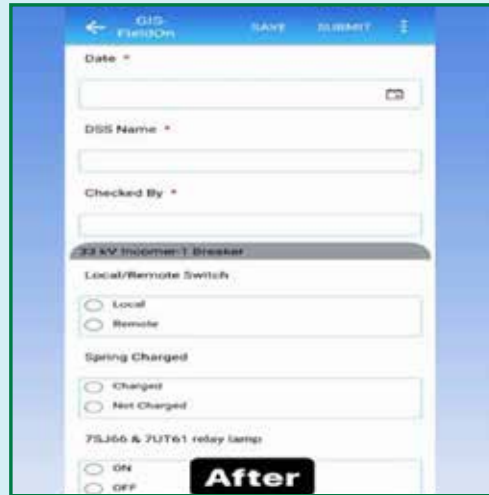 GIS-
FieldOn
SAVE
SUBMIT
Date *
DSS Name *
Checked By *
33 kV Incomer-1 Breaker
Local/Remote Switch
Local
Remote
Spring Charged
Charged
Not Charged
7SJ66 & 7UT61 relay lamp
ON
OFF
After